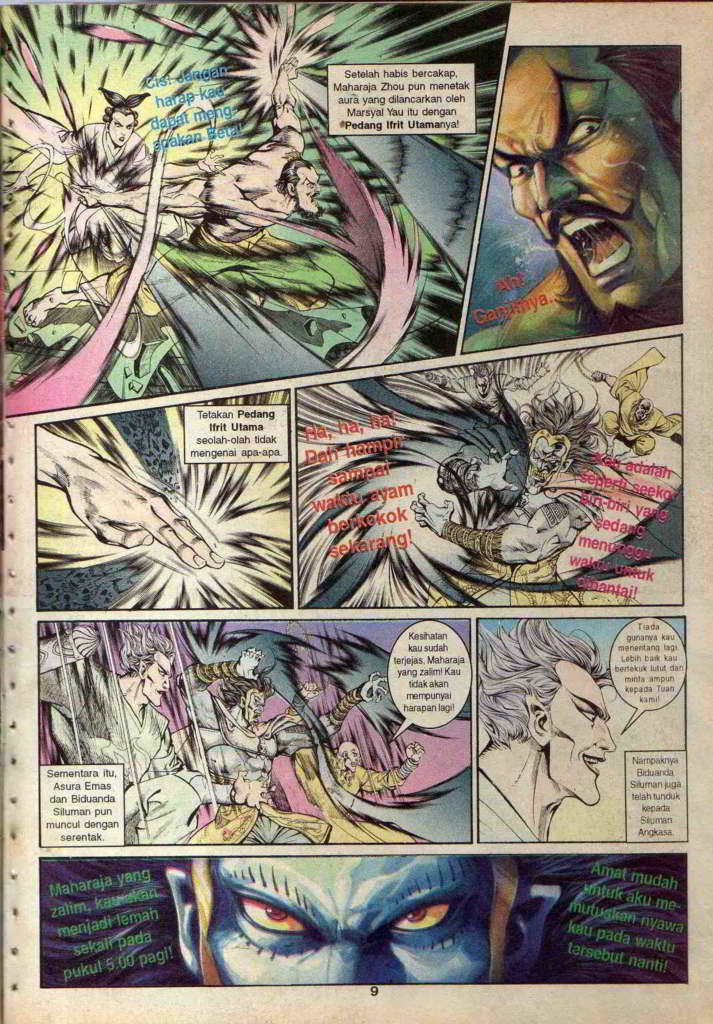 Cis! Jangan
harap kau
dapat meng-
apakan Beta!
Setelah habis bercakap,
Maharaja Zhou pun menetak
aura yang dilancarkan oleh
Marsyal Yau itu dengan
"Pedang Ifrit Utamanya!
Ah!
Ganjilnya.
Tetakan Pedang
Ifrit Utama
seolah-olah tidak
mengenai apa-apa.
Ha, ha, ha!
Dah hampir
sampai
waktu ayam
berkokok
sekarang!
Kau adalah
seperti seekor
biri-biri yang
sedang
menunggu
waktu untuk
dipantai!
Sementara itu,
Asura Emas
dan Biduanda
Siluman pun
muncul dengan
serentak.
Kesihatan
kau sudah
terjejas, Maharaja
yang zalim! Kau
tidak akan
mempunyai
harapan lagi!
Tiada
gunanya kau
menentang lagi.
Lebih baik kau
bertekuk lutut dan
minta ampun
kepada Tuan
kami!
Nampaknya
Biduanda
Siluman juga
telah tunduk
kepada
Siluman
Angkasa.
Maharaja yang
zalim, kau akan
menjadi lemah
sekali pada
pukul 5.00 pagi!
Amat mudah
untuk aku me-
mutuskan nyawa
kau pada waktu
tersebut nanti!
9